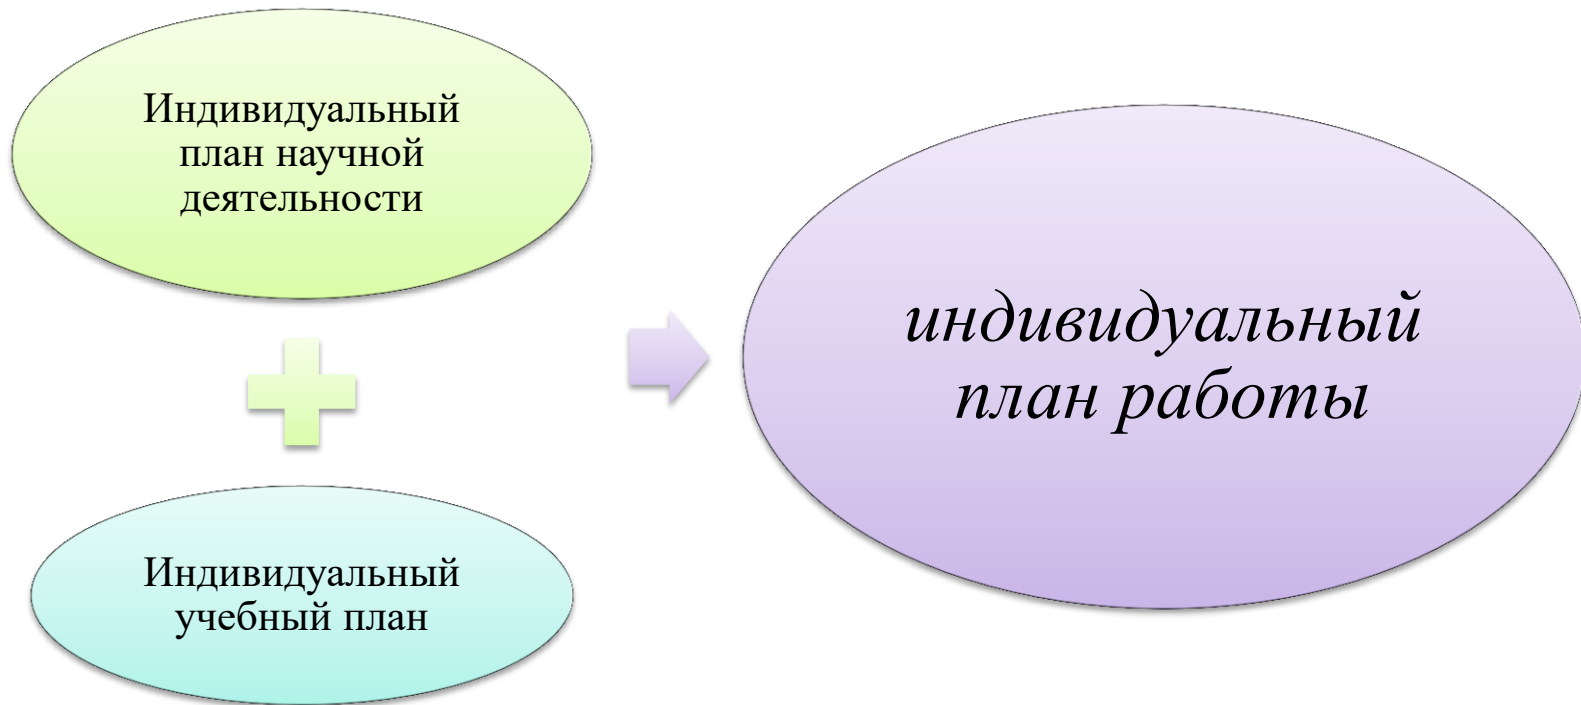 Индивидуальный
план научной
деятельности
Индивидуальный
учебный план
индивидуальный
план работы